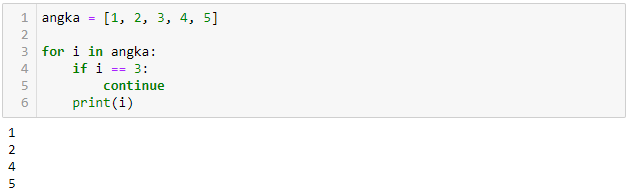 1 angka = [1, 2, 3, 4, 5]
2
3 for i in angka:
4     if i == 3:
5         continue
6     print(i)
1
2
4
5